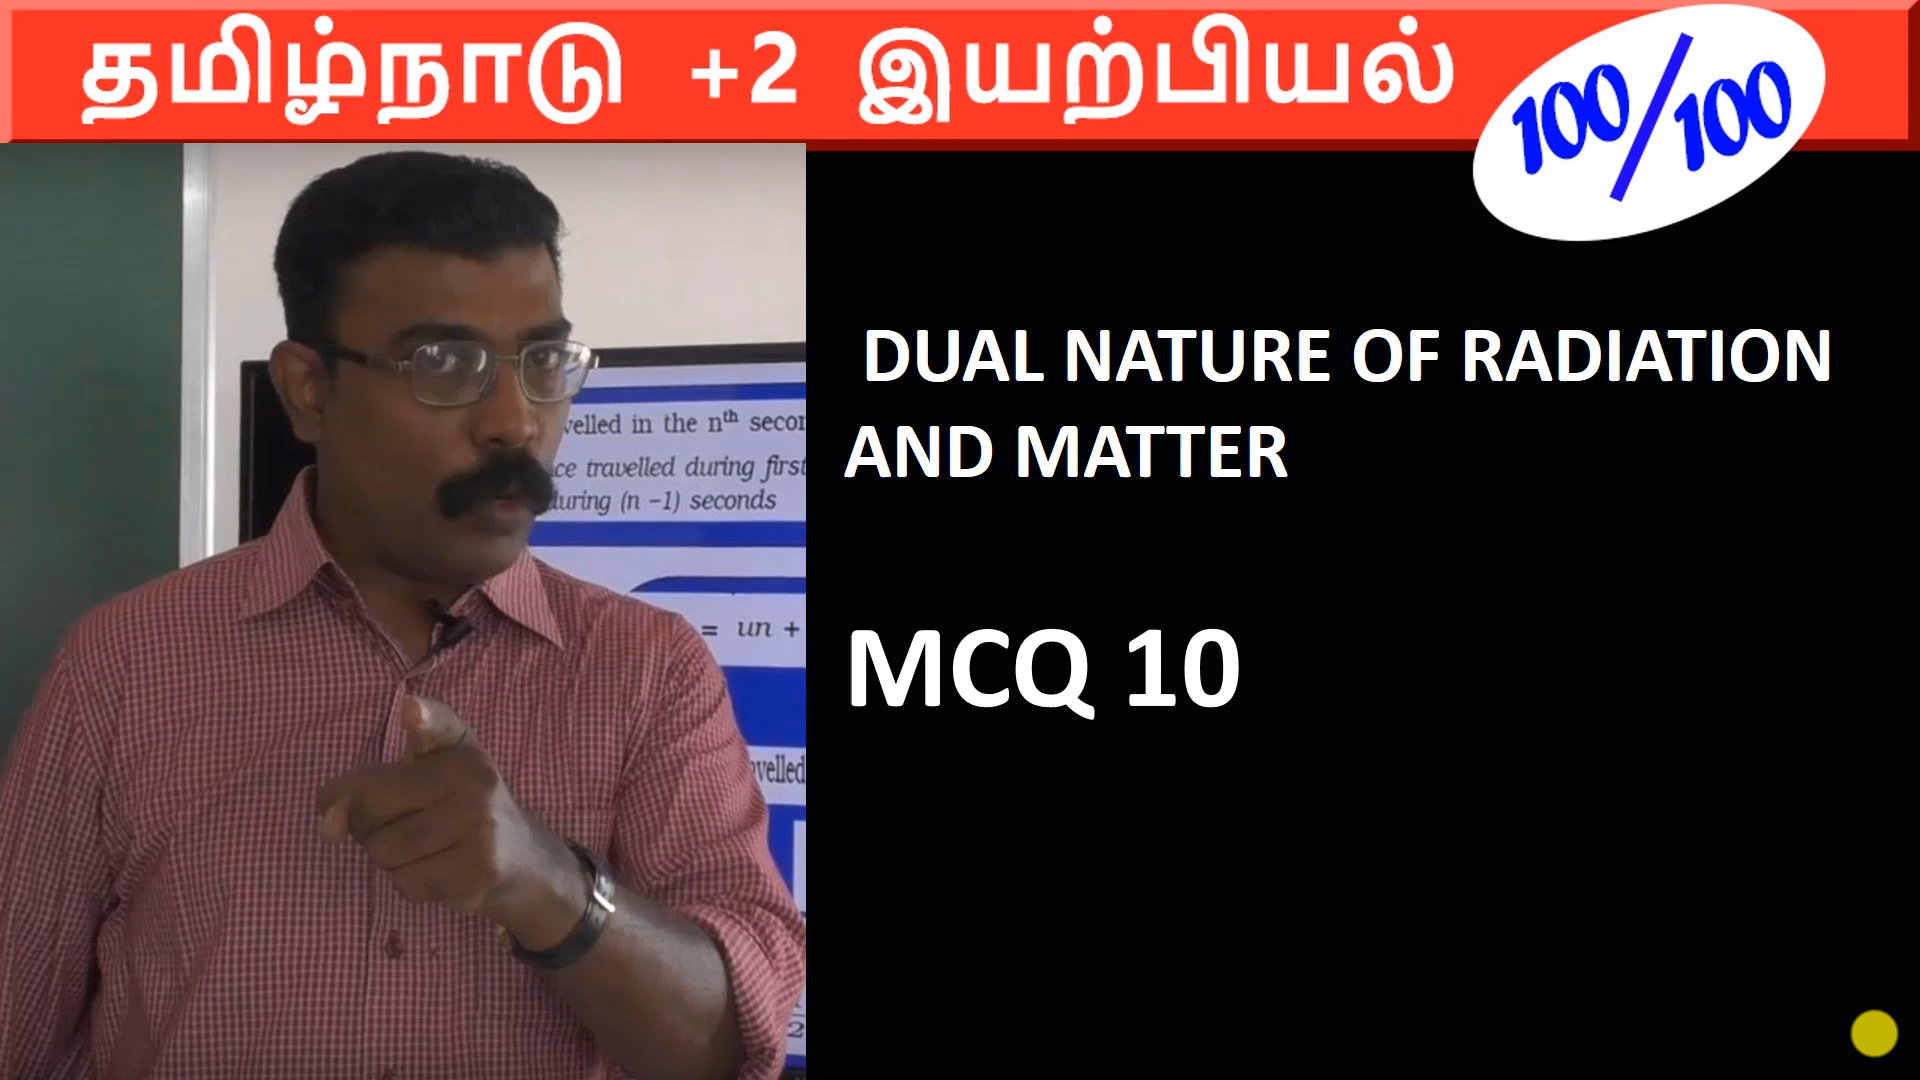 தமிழ்நாடு +2 இயற்பியல்
100/100
DUAL NATURE OF RADIATION
AND MATTER
MCQ 10
velled in the nth secon
ce travelled during first
during (n –1) seconds
= un +
velled
2